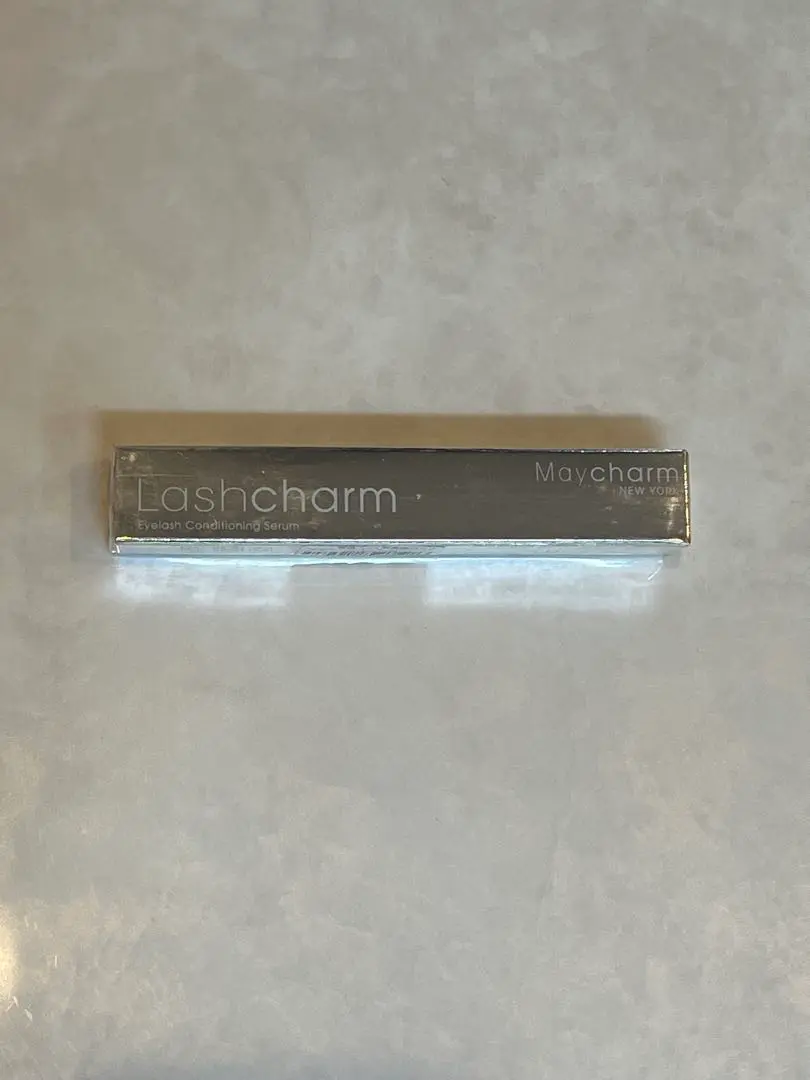 Lashcharm
Eyelash Conditioning Serum
Maycharm
NEW YORK